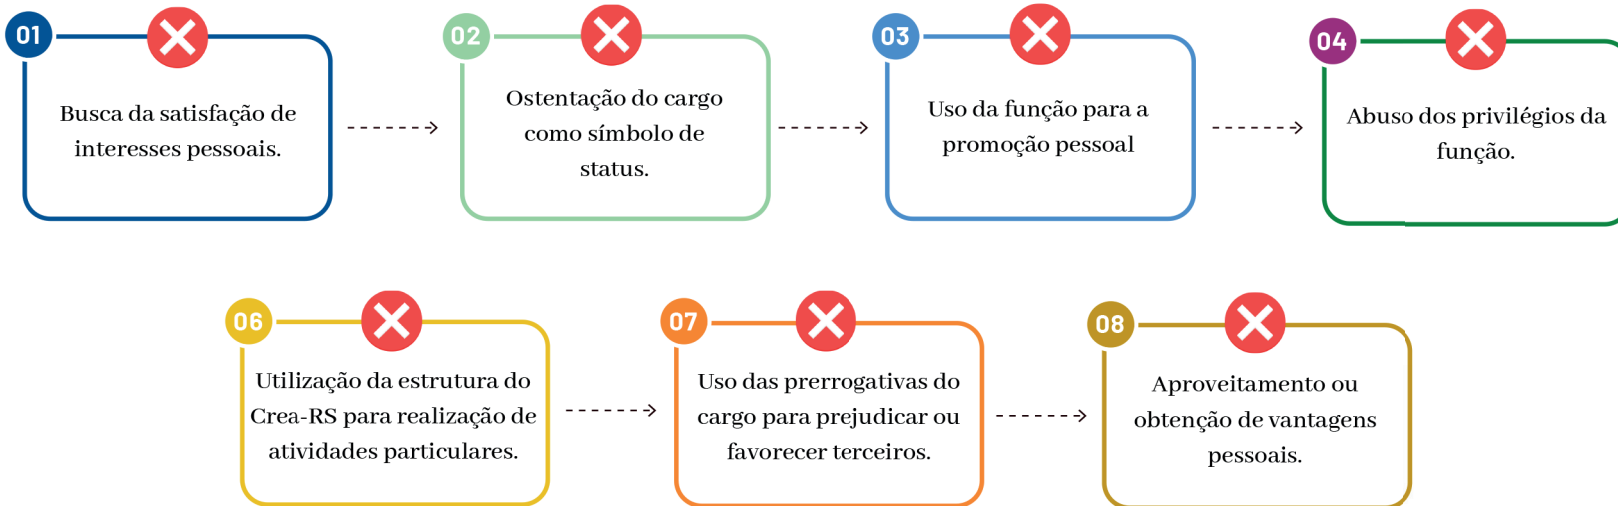 01
Busca da satisfação de
interesses pessoais.
02
Ostentação do cargo
como símbolo de
status.
03
Uso da função para a
promoção pessoal
04
Abuso dos privilégios da
função.
06
Utilização da estrutura do
Crea-RS para realização de
atividades particulares.
07
Uso das prerrogativas do
cargo para prejudicar ou
favorecer terceiros.
08
Aproveitamento ou
obtenção de vantagens
pessoais.